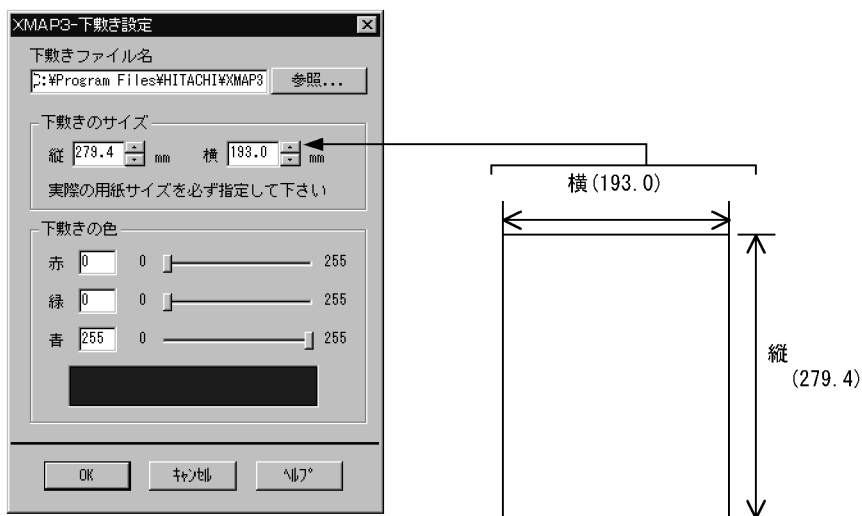 XMAP3-下敷き設定
下敷きファイル名
C:¥Program Files¥HITACHI¥XMAP3 参照...
下敷きのサイズ
縦 279.4 mm 横 193.0 mm
実際の用紙サイズを必ず指定して下さい
下敷きの色
赤 0 0 255
緑 0 0 255
青 255 0 255
OK ｷｬﾝｾﾙ ﾍﾙﾌﾟ
横(193.0)
縦
(279.4)